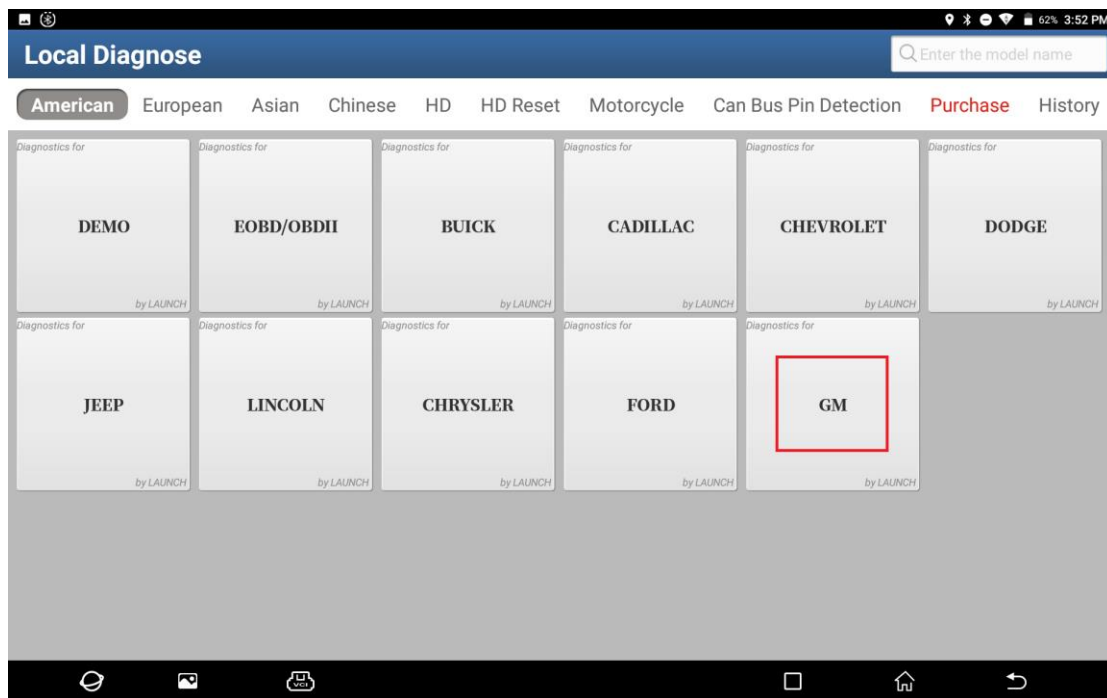 62% 3:52 PM
Local Diagnose
Enter the model name
American European Asian Chinese HD HD Reset Motorcycle Can Bus Pin Detection Purchase History
Diagnostics for Diagnostics for Diagnostics for Diagnostics for Diagnostics for Diagnostics for
DEMO EOBD/OBDII BUICK CADILLAC CHEVROLET DODGE
by LAUNCH by LAUNCH by LAUNCH by LAUNCH by LAUNCH by LAUNCH
Diagnostics for Diagnostics for Diagnostics for Diagnostics for Diagnostics for
JEEP LINCOLN CHRYSLER FORD GM
by LAUNCH by LAUNCH by LAUNCH by LAUNCH by LAUNCH
VCI